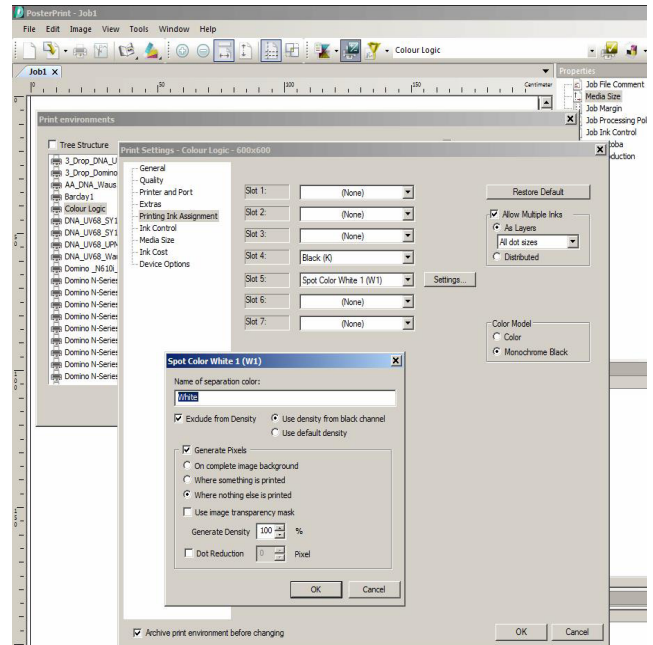 PosterPrint - Job1
File Edit Image View Tools Window Help
Colour Logic
Job1 X
Properties
0 50 100 150 Centimeter
Job File Comment
Media Size
Job Margin
Job Processing Pol
Job Ink Control
duction
Print environments
Tree Structure
3_Drop_DNA_U
3_Drop_Domino
AA_DNA_Waus
Barclay1
Colour Logic
DNA_UV68_SY1
DNA_UV68_SY1
DNA_UV68_UPN
DNA_UV68_Wau
Domino _N610i_
Domino N-Series
Domino N-Series
Domino N-Series
Domino N-Series
Domino N-Series
Domino N-Series
Domino N-Series
Print Settings - Colour Logic - 600x600
General
Quality
Printer and Port
Extras
Printing Ink Assignment
Ink Control
Media Size
Ink Cost
Device Options
Slot 1: (None)
Slot 2: (None)
Slot 3: (None)
Slot 4: Black (K)
Slot 5: Spot Color White 1 (W1) Settings...
Slot 6: (None)
Slot 7: (None)
Restore Default
Allow Multiple Inks
As Layers
All dot sizes
Distributed
Color Model
Color
Monochrome Black
Spot Color White 1 (W1)
Name of separation color:
White
Exclude from Density Use density from black channel
Use default density
Generate Pixels
On complete image background
Where something is printed
Where nothing else is printed
Use image transparency mask
Generate Density 100 %
Dot Reduction 0 Pixel
OK Cancel
Archive print environment before changing
OK Cancel